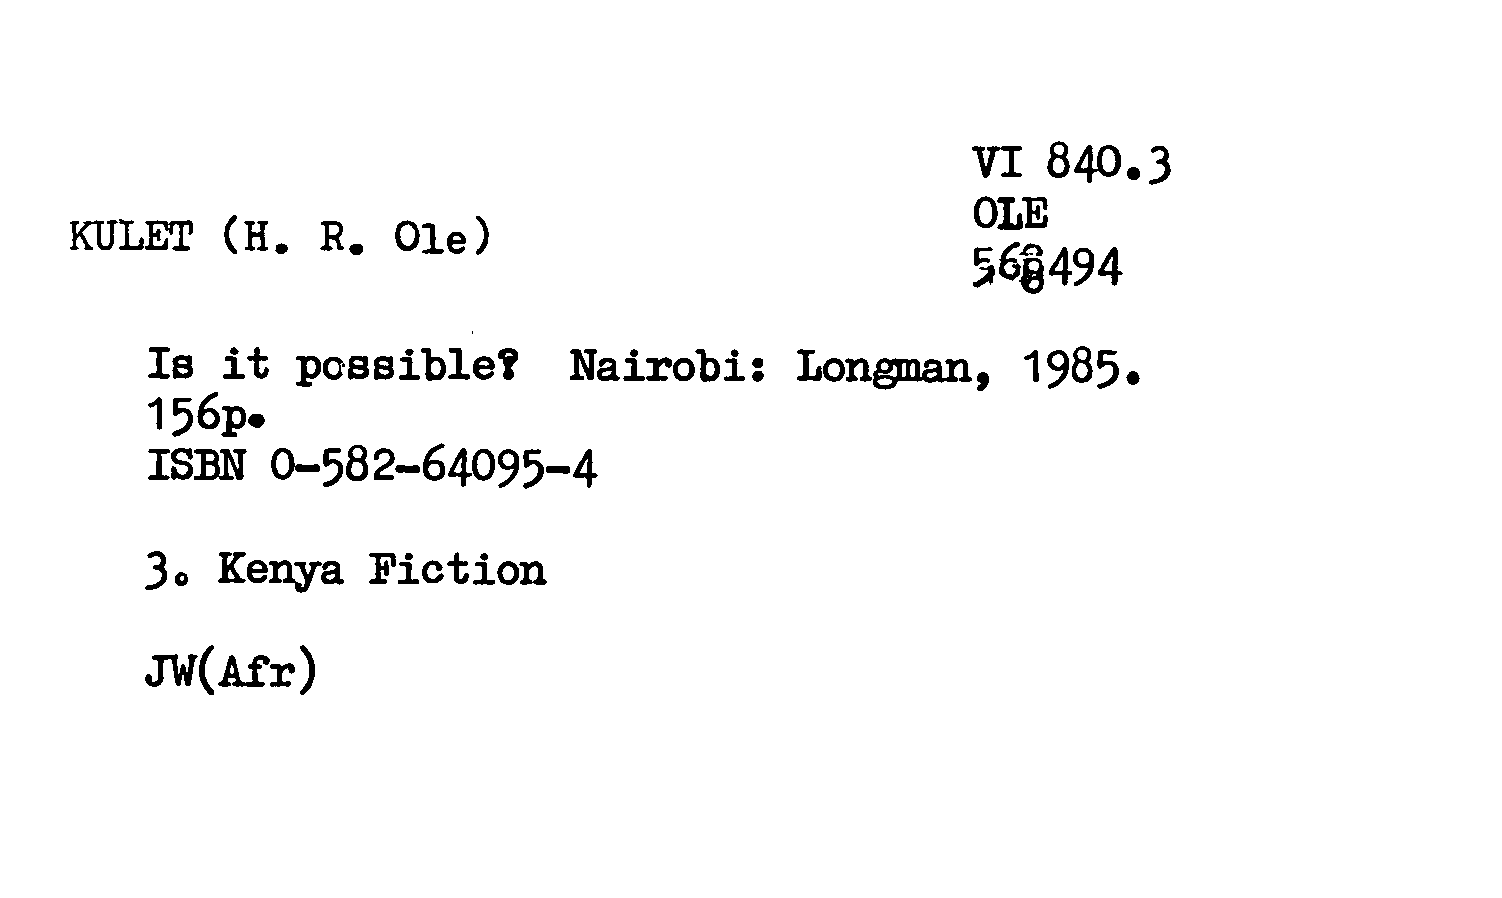 VI 840.3
OLE
568494
KULET (H. R. Ole)
Is it possible? Nairobi: Longman, 1985.
156p.
ISBN 0-582-64095-4
3. Kenya Fiction
JW(Afr)